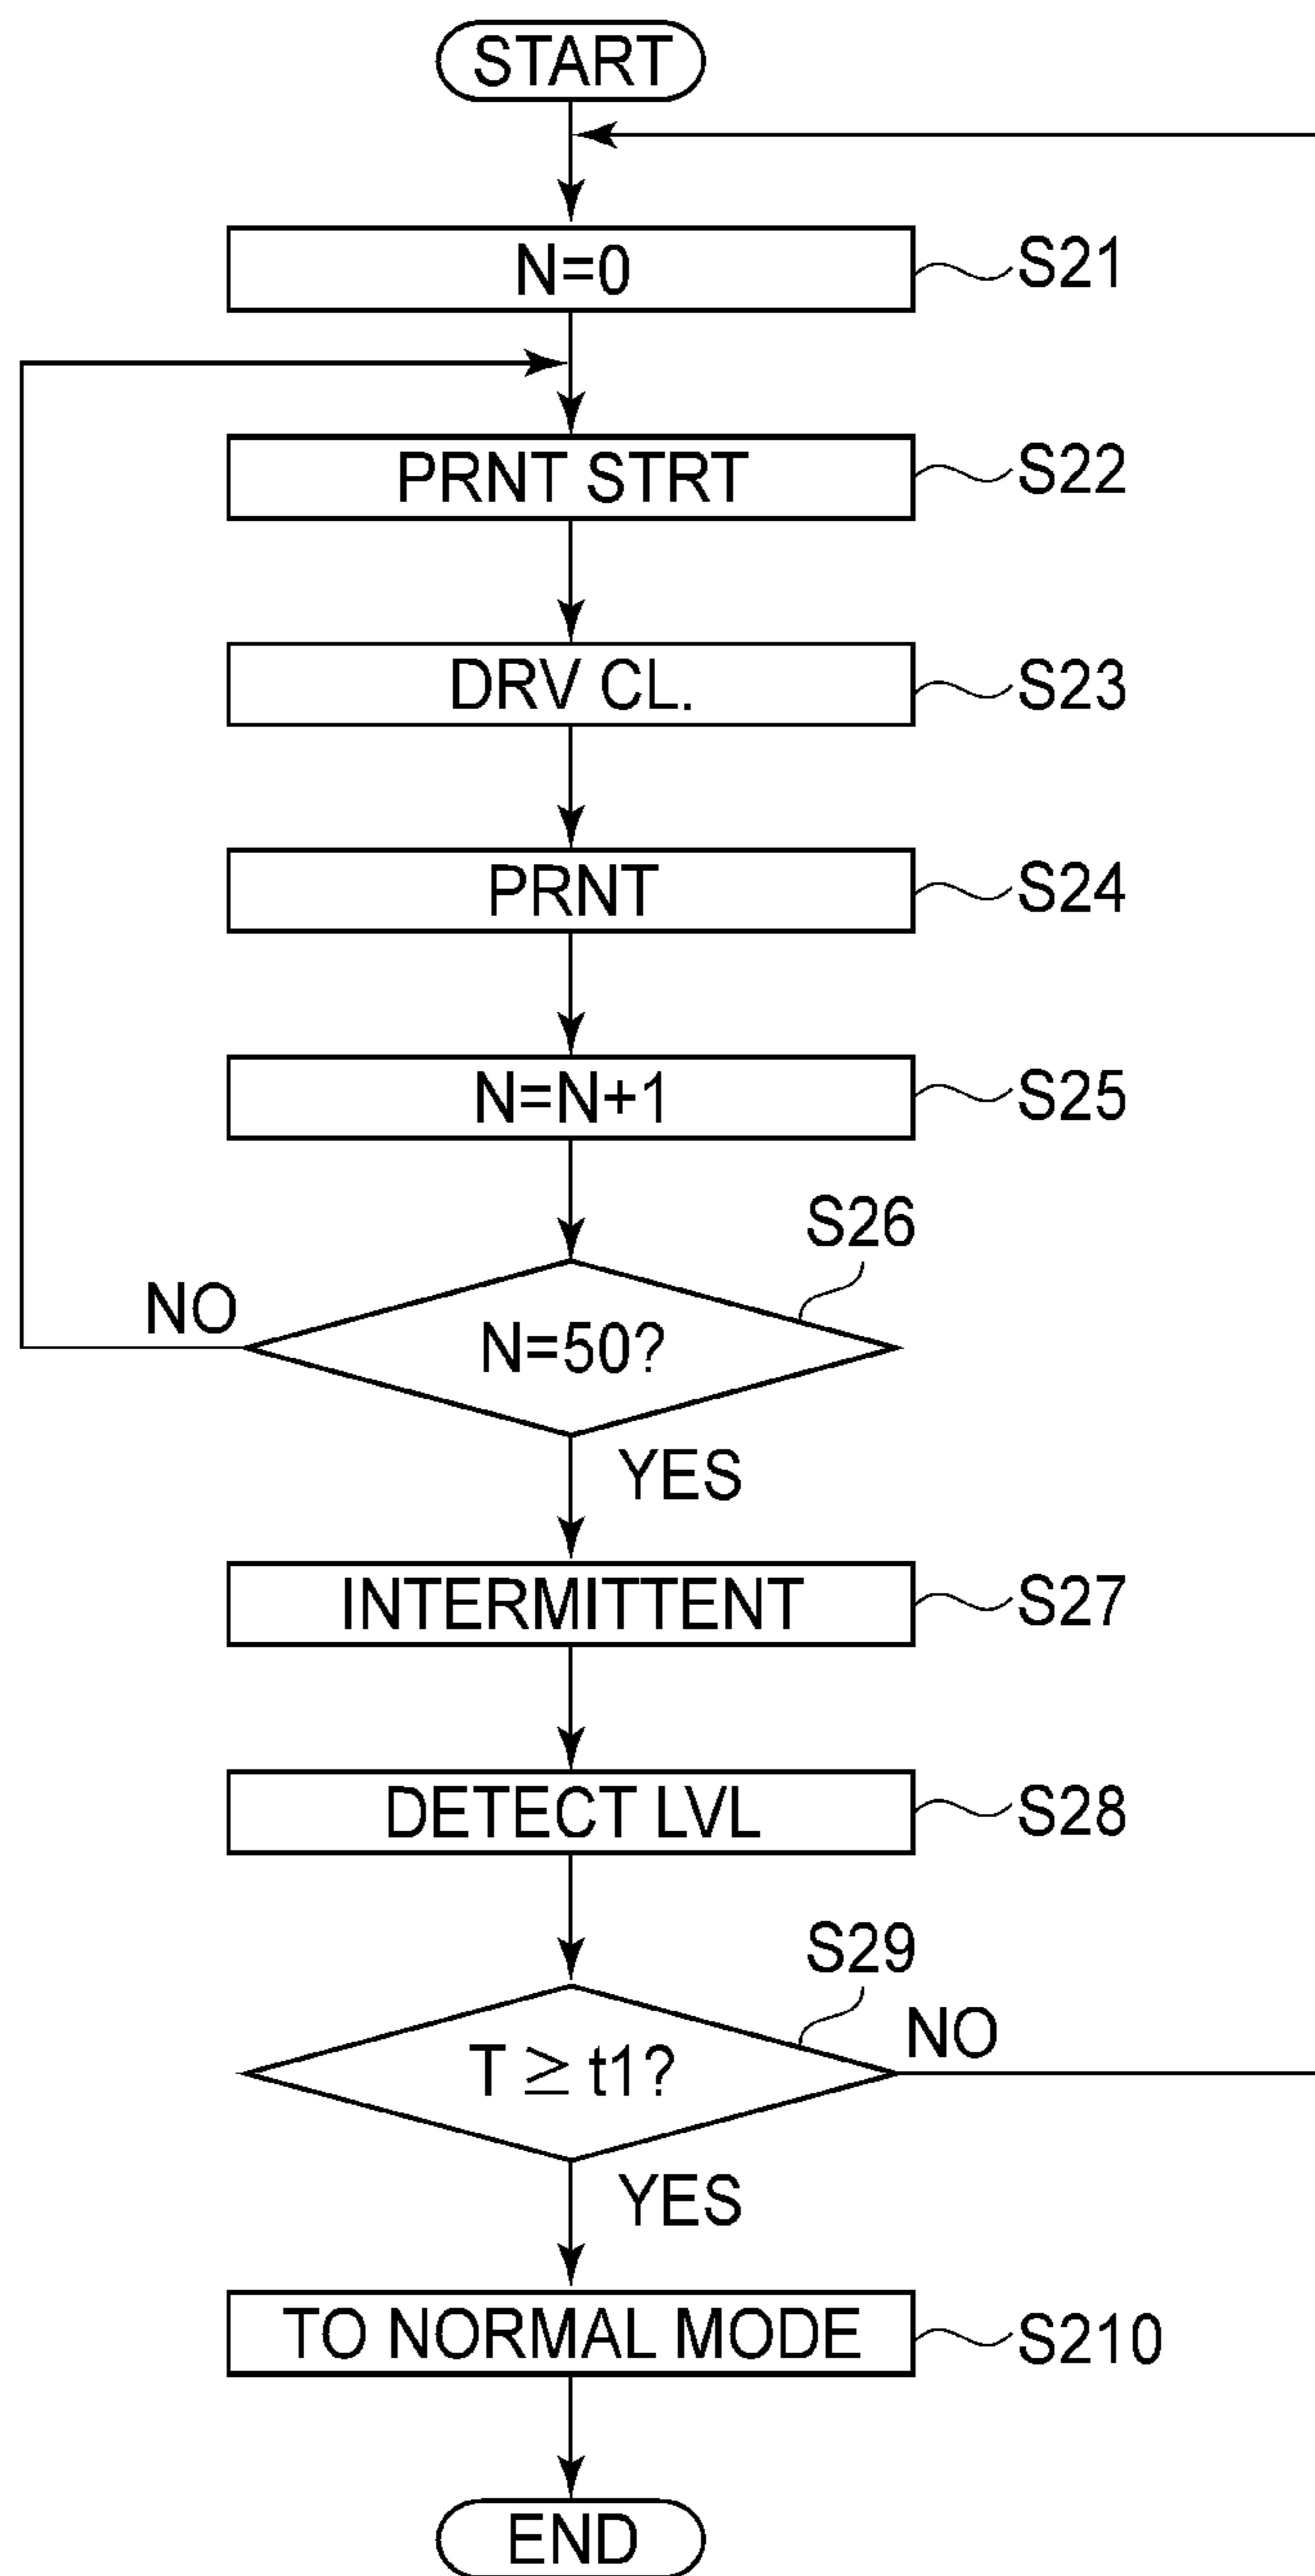 START
N=0
S21
PRNT STRT
S22
DRV CL.
S23
PRNT
S24
N=N+1
S25
S26
NO
N=50?
YES
INTERMITTENT
S27
DETECT LVL
S28
S29
NO
T ≥ t1?
YES
TO NORMAL MODE
S210
END